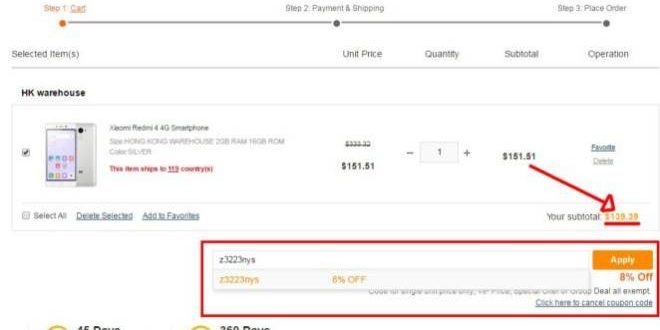 Step 1: Cart
Step 2: Payment & Shipping
Step 3: Place Order
Selected Item(s) Unit Price Quantity Subtotal Operation
HK warehouse
Xiaomi Redmi 4 4G Smartphone
Size:HONG KONG WAREHOUSE 2GB RAM 16GB ROM
Color:SILVER
This item ships to 113 country(s)
$151.51
− 1 +
$151.51
Favorite
Delete
Select All Delete Selected Add to Favorites
Your subtotal: $139.39
z3223nys Apply
z3223nys 8% OFF
8% Off
Code for single unit price only, VIP Price, Special Offer or Group Deal all exempt.
Click here to cancel coupon code
45 Days
360 Days